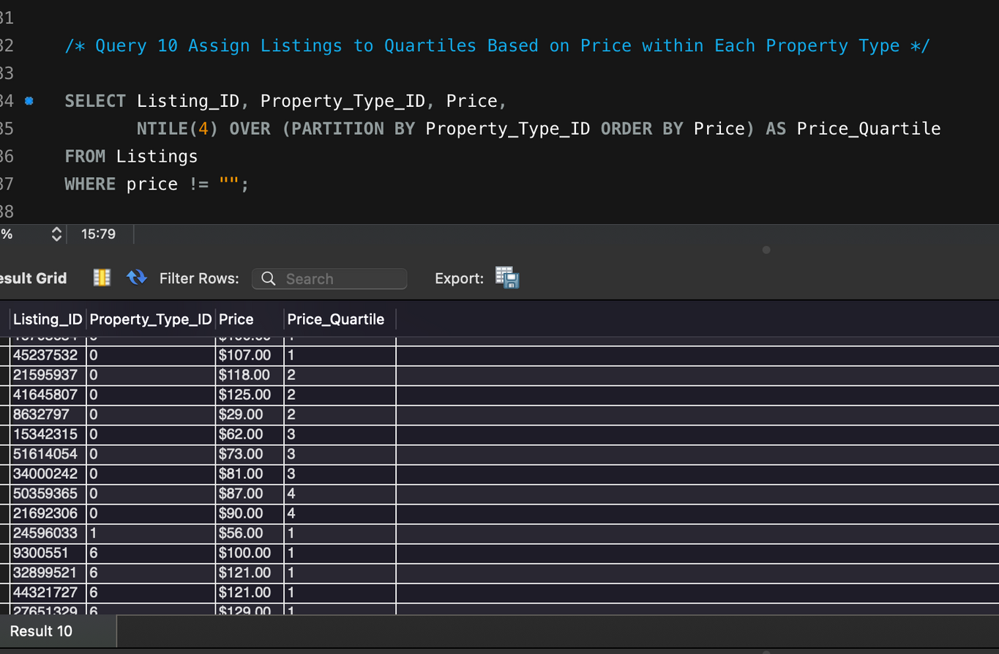 31
32 /* Query 10 Assign Listings to Quartiles Based on Price within Each Property Type */
33
34 SELECT Listing_ID, Property_Type_ID, Price,
35 NTILE(4) OVER (PARTITION BY Property_Type_ID ORDER BY Price) AS Price_Quartile
36 FROM Listings
37 WHERE price != "";
38
% 15:79
esult Grid Filter Rows: Search Export:
Listing_ID Property_Type_ID Price Price_Quartile
45237532 0 $107.00 1
21595937 0 $118.00 2
41645807 0 $125.00 2
8632797 0 $29.00 2
15342315 0 $62.00 3
51614054 0 $73.00 3
34000242 0 $81.00 3
50359365 0 $87.00 4
21692306 0 $90.00 4
24596033 1 $56.00 1
9300551 6 $100.00 1
32899521 6 $121.00 1
44321727 6 $121.00 1
27651329 6 $129.00 1
Result 10